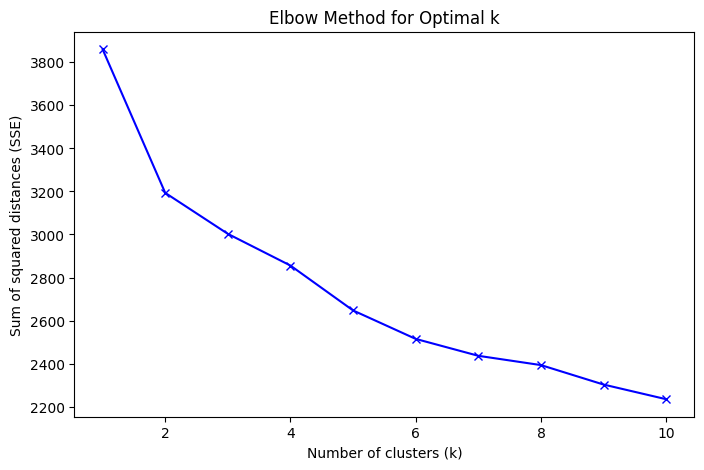 Elbow Method for Optimal k
3800
3600
3400
3200
3000
2800
2600
2400
2200
Sum of squared distances (SSE)
2 4 6 8 10
Number of clusters (k)